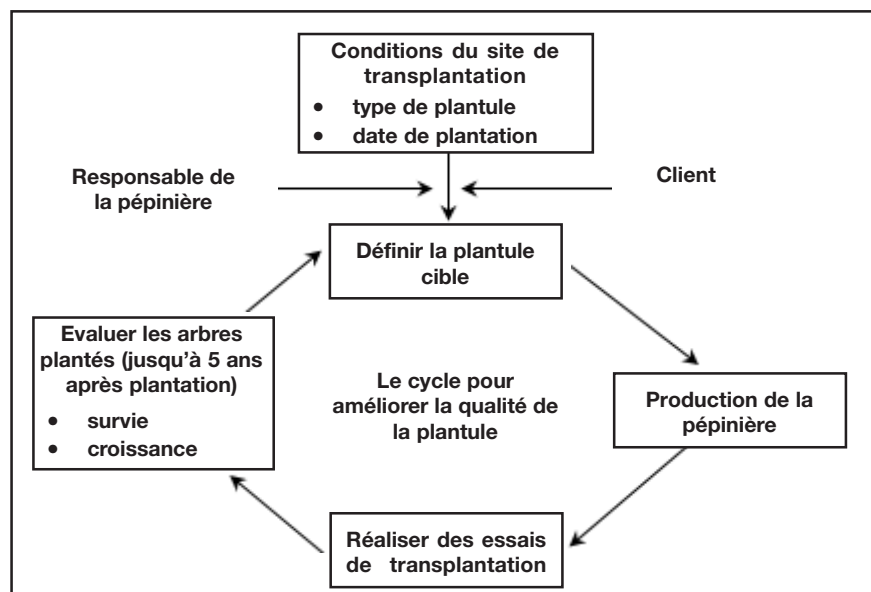 Conditions du site de
transplantation
• type de plantule
• date de plantation
Responsable de
la pépinière
Client
Définir la plantule
cible
Evaluer les arbres
plantés (jusqu'à 5 ans
après plantation)
• survie
• croissance
Le cycle pour
améliorer la qualité de
la plantule
Production de la
pépinière
Réaliser des essais
de transplantation